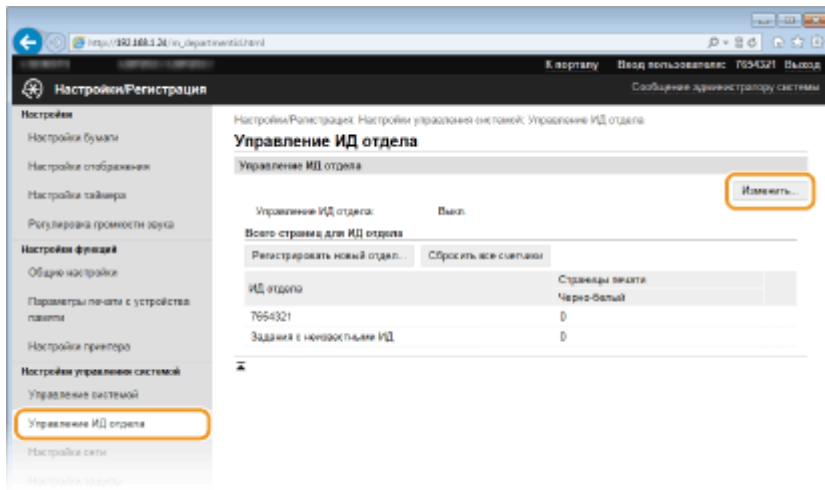 http://192.168.1.24/m_departmentid.html
К порталу Вход пользователя: 7654321 Выход
Настройки/Регистрация
Сообщение администратору системы
Настройки
Настройки бумаги
Настройки отображения
Настройки таймера
Регулировка громкости звука
Настройки функций
Общие настройки
Параметры печати с устройства
памяти
Настройки принтера
Настройки управления системой
Управление системой
Управление ИД отдела
Настройки сети
Настройки защиты
Настройки/Регистрация: Настройки управления системой: Управление ИД отдела
Управление ИД отдела
Управление ИД отдела
Изменить...
Управление ИД отдела: Выкл.
Всего страниц для ИД отдела
Регистрировать новый отдел... Сбросить все счетчики
ИД отдела
Страницы печати
Черно-белый
7654321 0
Задания с неизвестными ИД 0